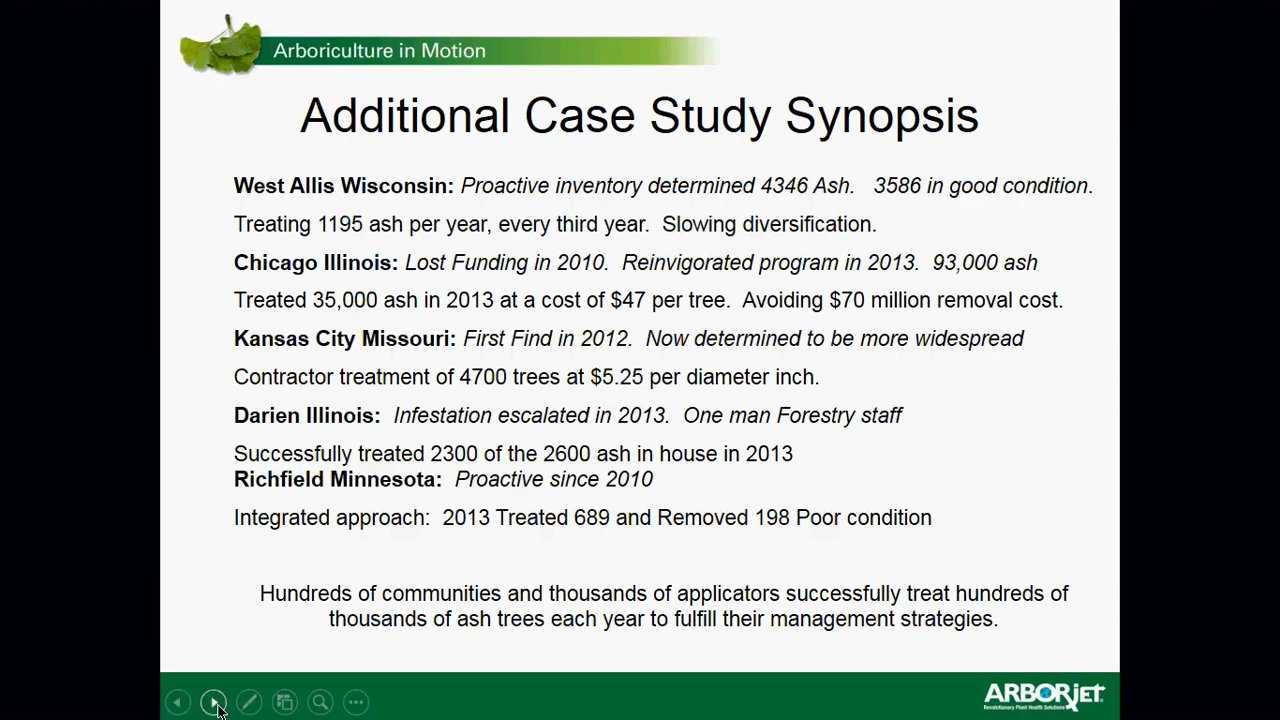 Arboriculture in Motion
Additional Case Study Synopsis
West Allis Wisconsin: Proactive inventory determined 4346 Ash. 3586 in good condition.
Treating 1195 ash per year, every third year. Slowing diversification.
Chicago Illinois: Lost Funding in 2010. Reinvigorated program in 2013. 93,000 ash
Treated 35,000 ash in 2013 at a cost of $47 per tree. Avoiding $70 million removal cost.
Kansas City Missouri: First Find in 2012. Now determined to be more widespread
Contractor treatment of 4700 trees at $5.25 per diameter inch.
Darien Illinois: Infestation escalated in 2013. One man Forestry staff
Successfully treated 2300 of the 2600 ash in house in 2013
Richfield Minnesota: Proactive since 2010
Integrated approach: 2013 Treated 689 and Removed 198 Poor condition
Hundreds of communities and thousands of applicators successfully treat hundreds of
thousands of ash trees each year to fulfill their management strategies.
ARBORjET
Revolutionary Plant Health Solutions